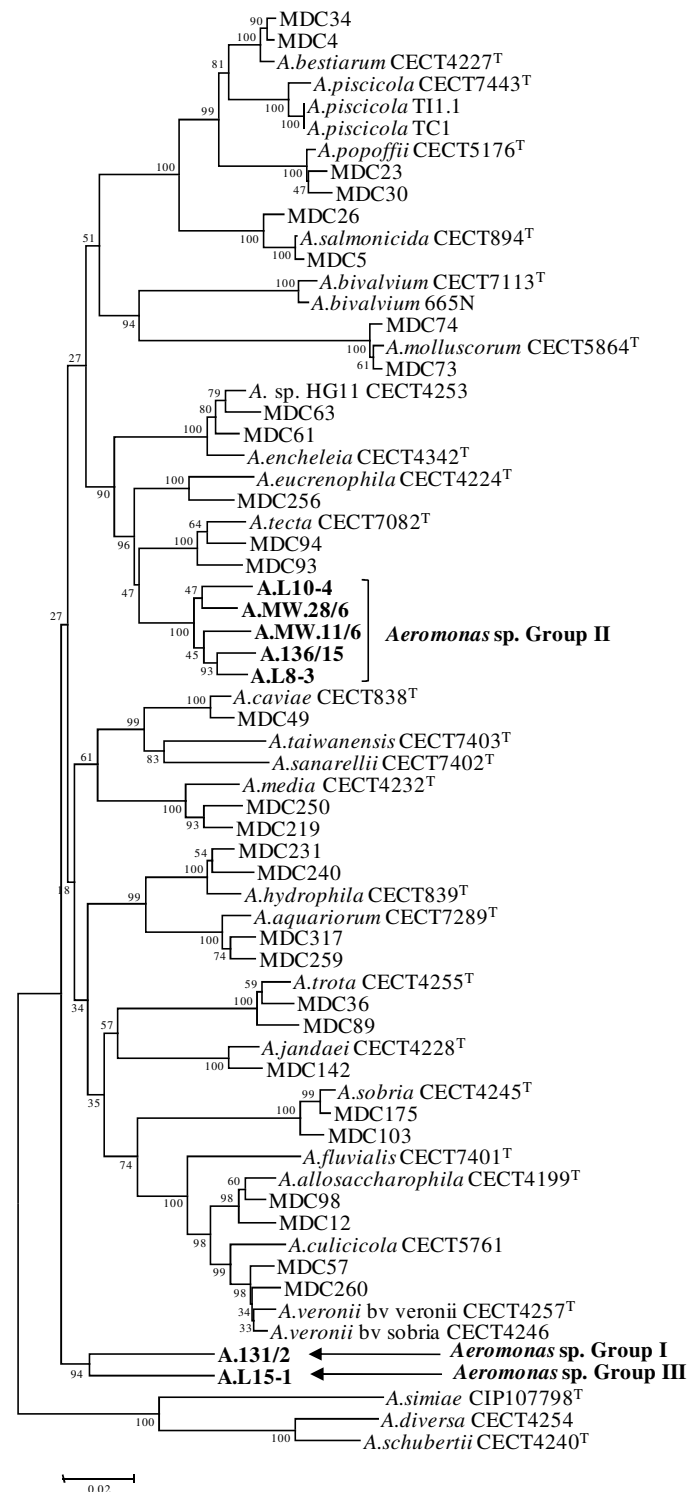 90
MDC34
MDC4
100
A.bestiarum CECT4227T
81
A.piscicola CECT7443T
100
A.piscicola TI1.1
99
100
A.piscicola TC1
A.popoffii CECT5176T
100
MDC23
100
47
MDC30
MDC26
100
A.salmonicida CECT894T
51
100
MDC5
A.bivalvium CECT7113T
100
A.bivalvium 665N
94
MDC74
100
A.molluscorum CECT5864T
27
61
MDC73
79
A. sp. HG11 CECT4253
80
MDC63
100
MDC61
A.encheleia CECT4342T
90
100
A.eucrenophila CECT4224T
MDC256
64
A.tecta CECT7082T
96
100
MDC94
MDC93
47
47
A.L10-4
A.MW.28/6
27
100
A.MW.11/6
Aeromonas sp. Group II
45
A.136/15
93
A.L8-3
100
A.caviae CECT838T
MDC49
99
A.taiwanensis CECT7403T
61
83
A.sanarellii CECT7402T
A.media CECT4232T
100
MDC250
93
MDC219
54
MDC231
100
MDC240
18
99
A.hydrophila CECT839T
A.aquariorum CECT7289T
100
MDC317
74
MDC259
59
A.trota CECT4255T
34
100
MDC36
57
MDC89
A.jandaei CECT4228T
100
MDC142
35
99
A.sobria CECT4245T
100
MDC175
MDC103
74
A.fluvialis CECT7401T
60
A.allosaccharophila CECT4199T
100
98
MDC98
MDC12
98
A.culicicola CECT5761
99
MDC57
98
MDC260
34
A.veronii bv veronii CECT4257T
33
A.veronii bv sobria CECT4246
A.131/2
Aeromonas sp. Group I
94
A.L15-1
Aeromonas sp. Group III
A.simiae CIP107798T
100
A.diversa CECT4254
100
A.schubertii CECT4240T
0.02